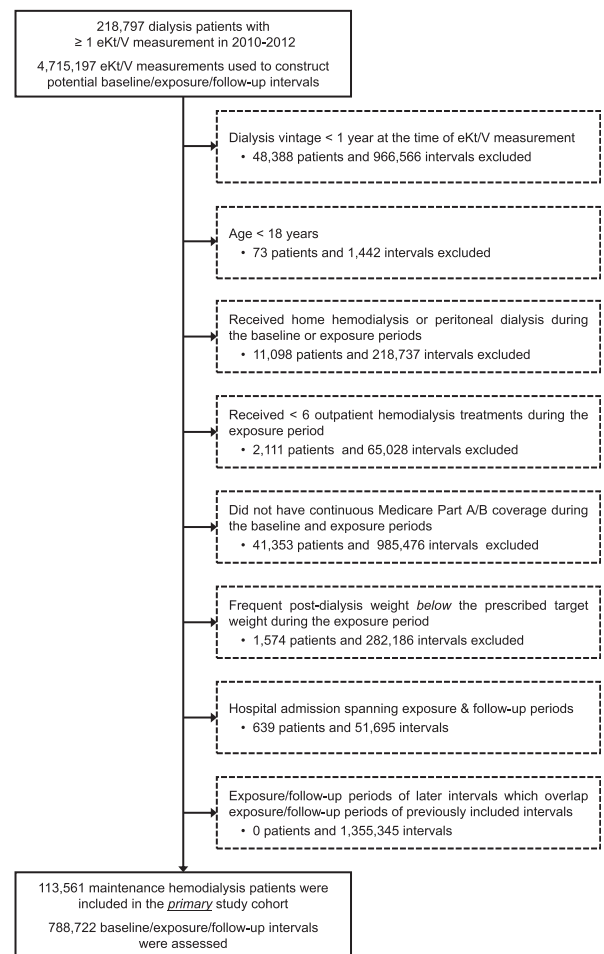 218,797 dialysis patients with
≥ 1 eKt/V measurement in 2010-2012
4,715,197 eKt/V measurements used to construct
potential baseline/exposure/follow-up intervals
Dialysis vintage < 1 year at the time of eKt/V measurement
• 48,388 patients and 966,566 intervals excluded
Age < 18 years
• 73 patients and 1,442 intervals excluded
Received home hemodialysis or peritoneal dialysis during
the baseline or exposure periods
• 11,098 patients and 218,737 intervals excluded
Received < 6 outpatient hemodialysis treatments during the
exposure period
• 2,111 patients and 65,028 intervals excluded
Did not have continuous Medicare Part A/B coverage during
the baseline and exposure periods
• 41,353 patients and 985,476 intervals excluded
Frequent post-dialysis weight below the prescribed target
weight during the exposure period
• 1,574 patients and 282,186 intervals excluded
Hospital admission spanning exposure & follow-up periods
• 639 patients and 51,695 intervals
Exposure/follow-up periods of later intervals which overlap
exposure/follow-up periods of previously included intervals
• 0 patients and 1,355,345 intervals
113,561 maintenance hemodialysis patients were
included in the primary study cohort
788,722 baseline/exposure/follow-up intervals
were assessed